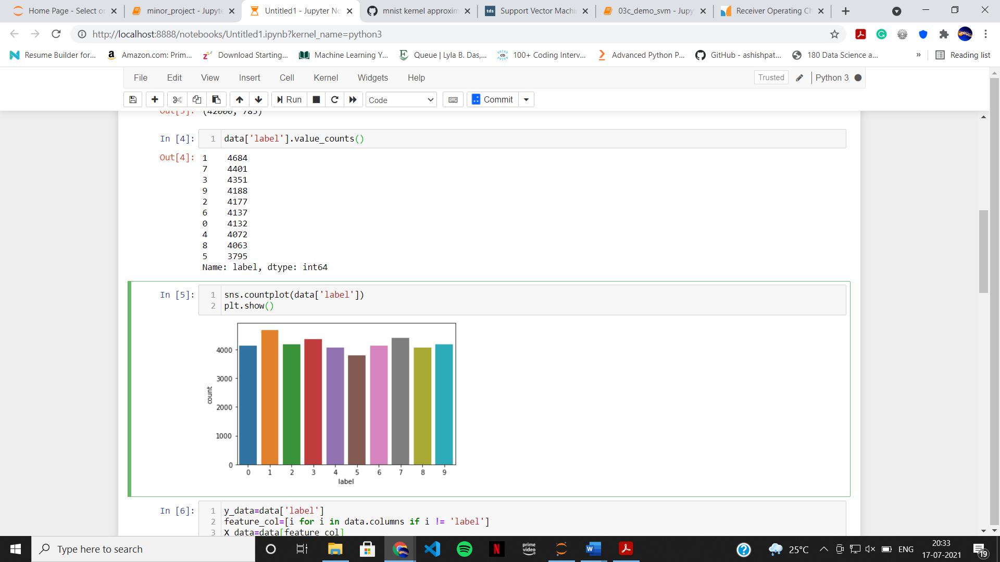 Home Page - Select or
minor_project - Jupyte
Untitled1 - Jupyter No
mnist kernel approxim
tds
Support Vector Machi
03c_demo_svm - Jupy
Receiver Operating Ch
http://localhost:8888/notebooks/Untitled1.ipynb?kernel_name=python3
Resume Builder for...
Amazon.com: Prim...
Download Starting...
Machine Learning Y...
Queue | Lyla B. Das,...
cb
100+ Coding Interv...
Advanced Python P...
GitHub - ashishpat...
180 Data Science a...
»
Reading list
File
Edit
View
Insert
Cell
Kernel
Widgets
Help
Trusted
Python 3
Run
Code
Commit
Out[3]: (42000, 785)
In [4]: 1 data['label'].value_counts()
Out[4]: 1 4684
7 4401
3 4351
9 4188
2 4177
6 4137
0 4132
4 4072
8 4063
5 3795
Name: label, dtype: int64
In [5]: 1 sns.countplot(data['label'])
2 plt.show()
4000
3000
2000
1000
0
count
0 1 2 3 4 5 6 7 8 9
label
In [6]: 1 y_data=data['label']
2 feature_col=[i for i in data.columns if i != 'label']
3 X_data=data[feature_col]
Type here to search
N
prime video
W
?
25°C
ENG
20:33
17-07-2021
19